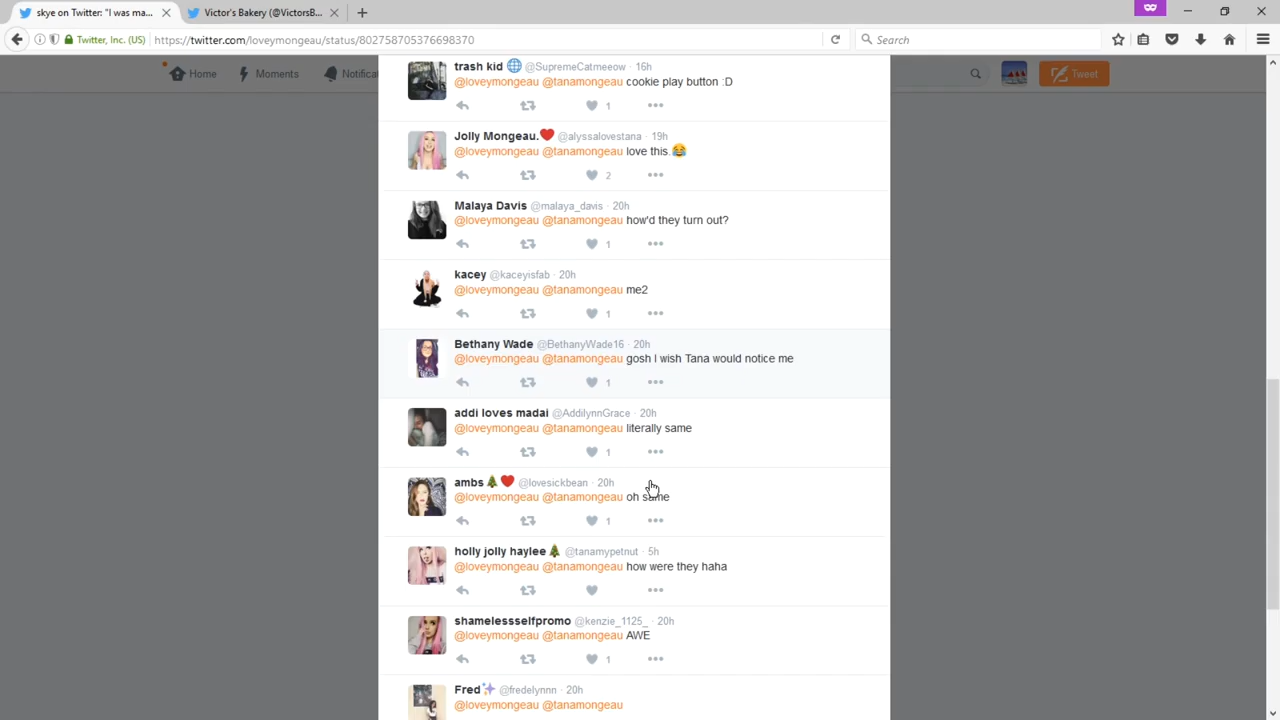 skye on Twitter: "I was ma...
Victor's Bakery (@VictorsB...
Twitter, Inc. (US)
https://twitter.com/loveymongeau/status/802758705376698370
Search
Home
Moments
Notifica
Tweet
trash kid 🌐 @SupremeCatmeeow · 16h
@loveymongeau @tanamongeau cookie play button :D
1
Jolly Mongeau.❤️ @alyssalovestana · 19h
@loveymongeau @tanamongeau love this.😂
2
Malaya Davis @malaya_davis · 20h
@loveymongeau @tanamongeau how'd they turn out?
1
kacey @kaceyisfab · 20h
@loveymongeau @tanamongeau me2
1
Bethany Wade @BethanyWade16 · 20h
@loveymongeau @tanamongeau gosh I wish Tana would notice me
1
addi loves madai @AddilynnGrace · 20h
@loveymongeau @tanamongeau literally same
1
ambs🎄❤️ @lovesickbean · 20h
@loveymongeau @tanamongeau oh same
1
holly jolly haylee🎄 @tanamypetnut · 5h
@loveymongeau @tanamongeau how were they haha
shamelessselfpromo @kenzie_1125_ · 20h
@loveymongeau @tanamongeau AWE
1
Fred✨ @fredelynnn · 20h
@loveymongeau @tanamongeau